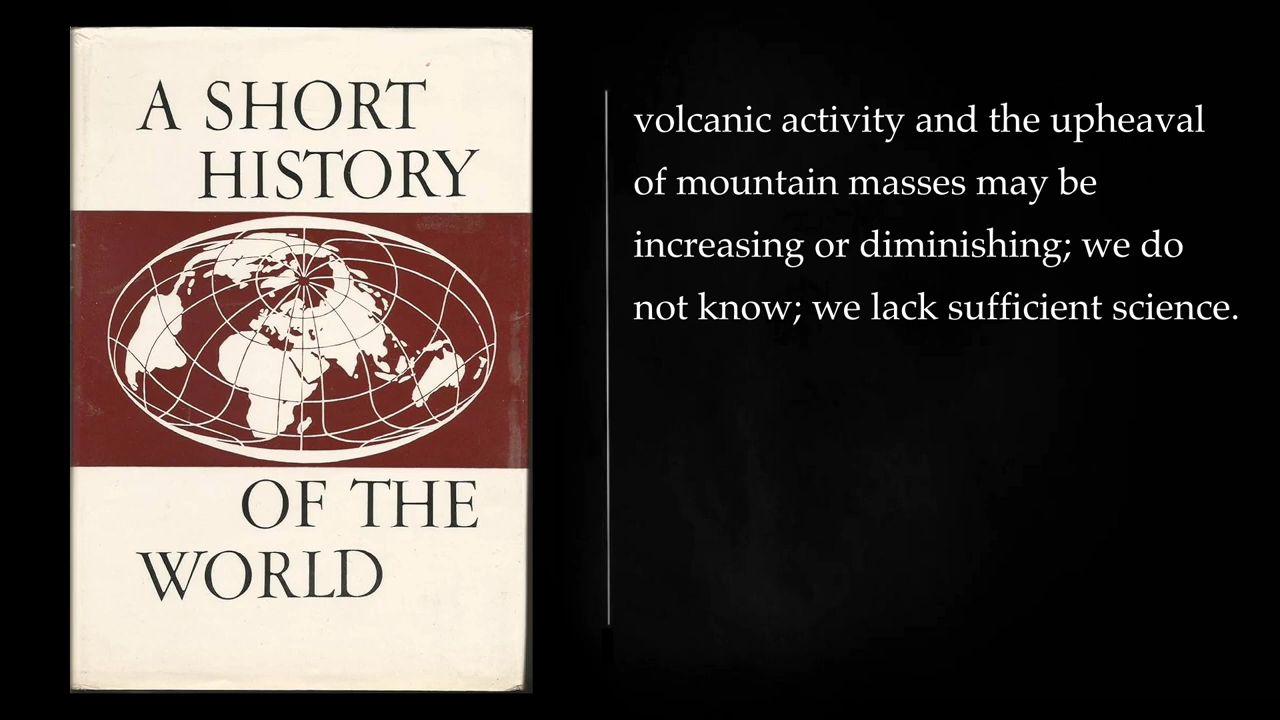 A SHORT
HISTORY
OF THE
WORLD
volcanic activity and the upheaval
of mountain masses may be
increasing or diminishing; we do
not know; we lack sufficient science.